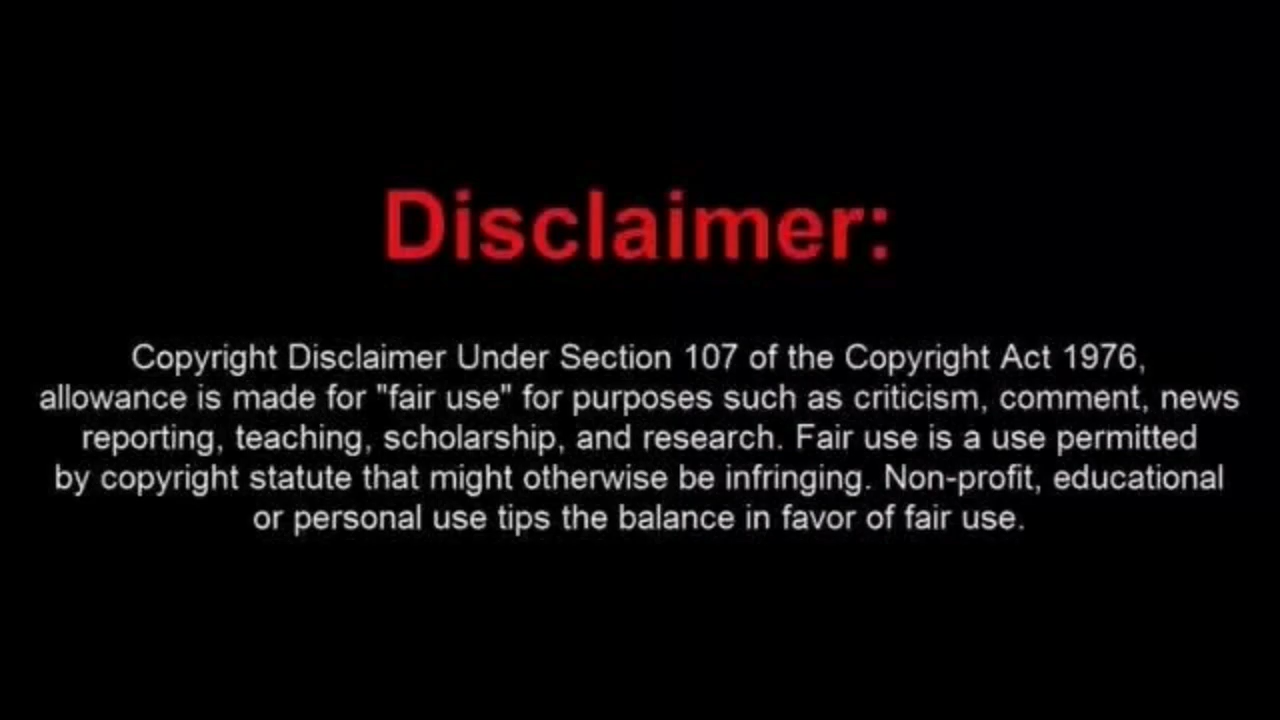 Disclaimer:
Copyright Disclaimer Under Section 107 of the Copyright Act 1976,
allowance is made for "fair use" for purposes such as criticism, comment, news
reporting, teaching, scholarship, and research. Fair use is a use permitted
by copyright statute that might otherwise be infringing. Non-profit, educational
or personal use tips the balance in favor of fair use.